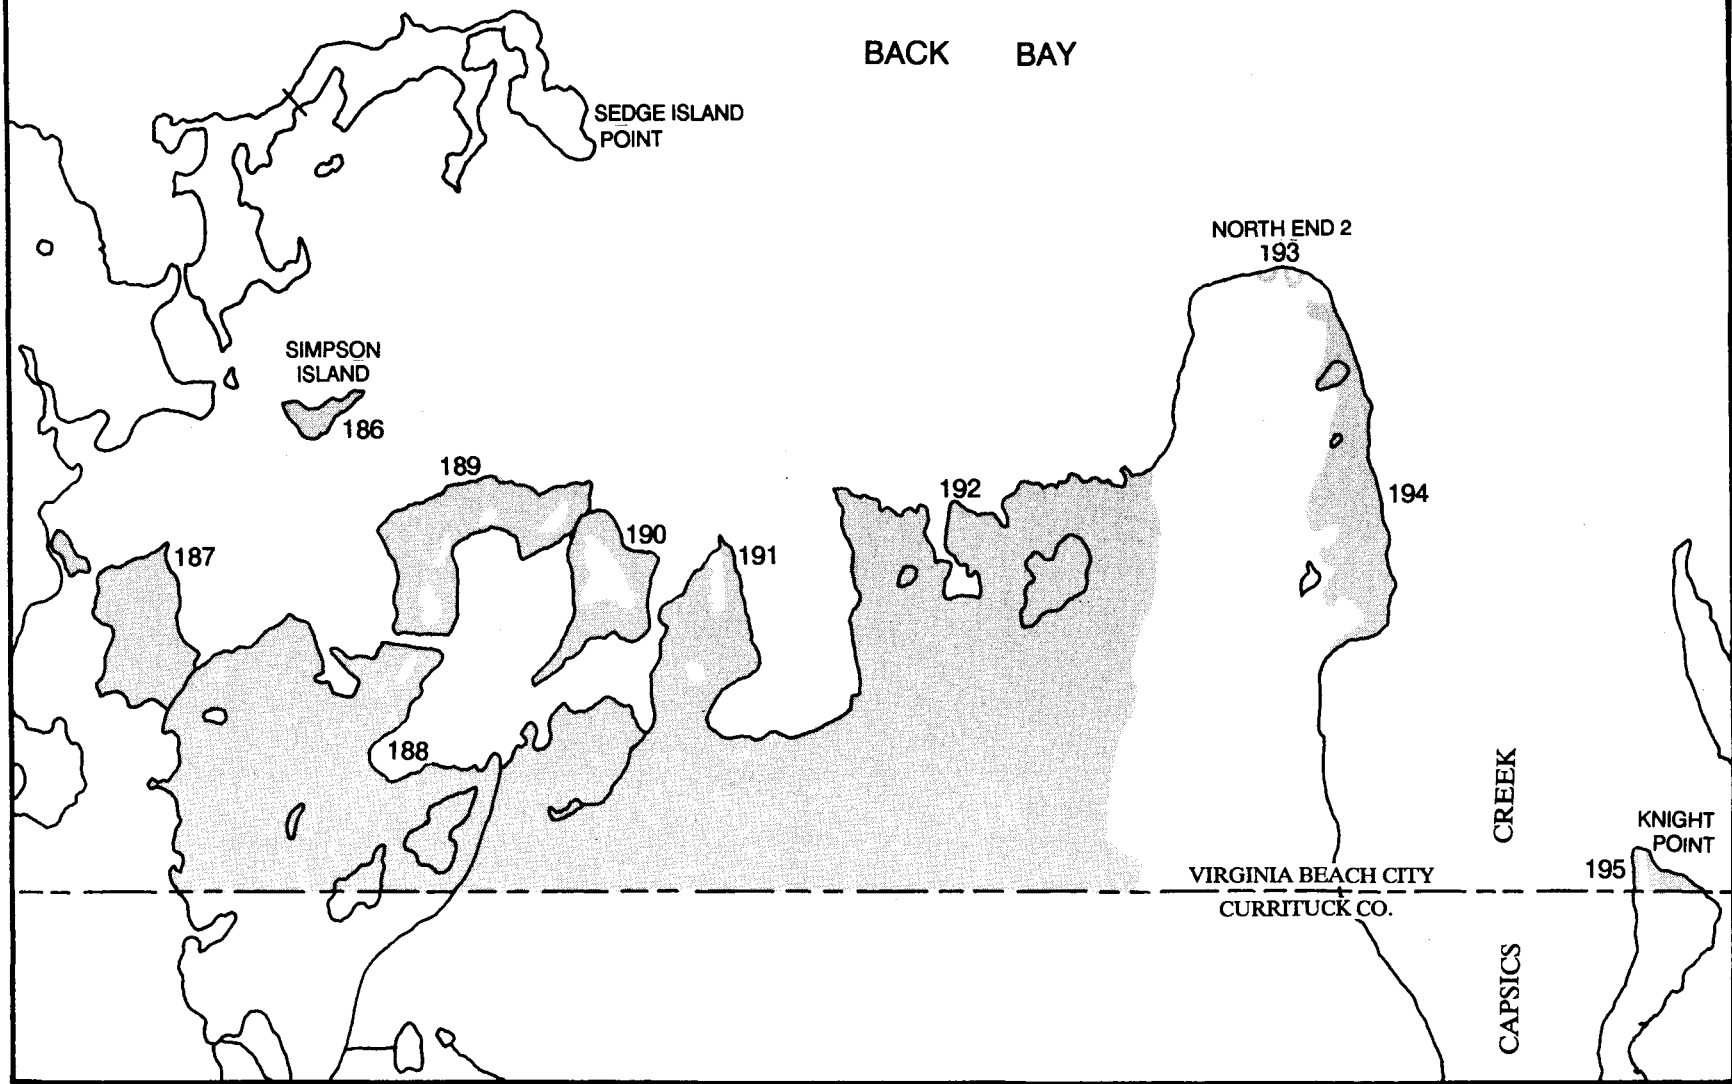 BACK BAY
SEDGE ISLAND
POINT
NORTH END 2
193
SIMPSON
ISLAND
186
189
192
194
190
187
191
188
CREEK
KNIGHT
POINT
195
VIRGINIA BEACH CITY
CURRITUCK CO.
CAPSICS